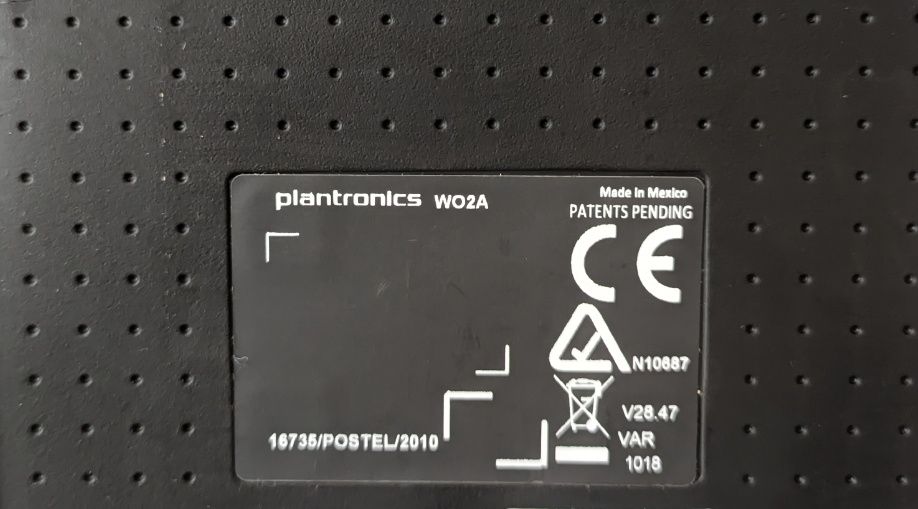 plantronics WO2A
Made in Mexico
PATENTS PENDING
CE
N10687
V28.47
VAR
1018
16735/POSTEL/2010